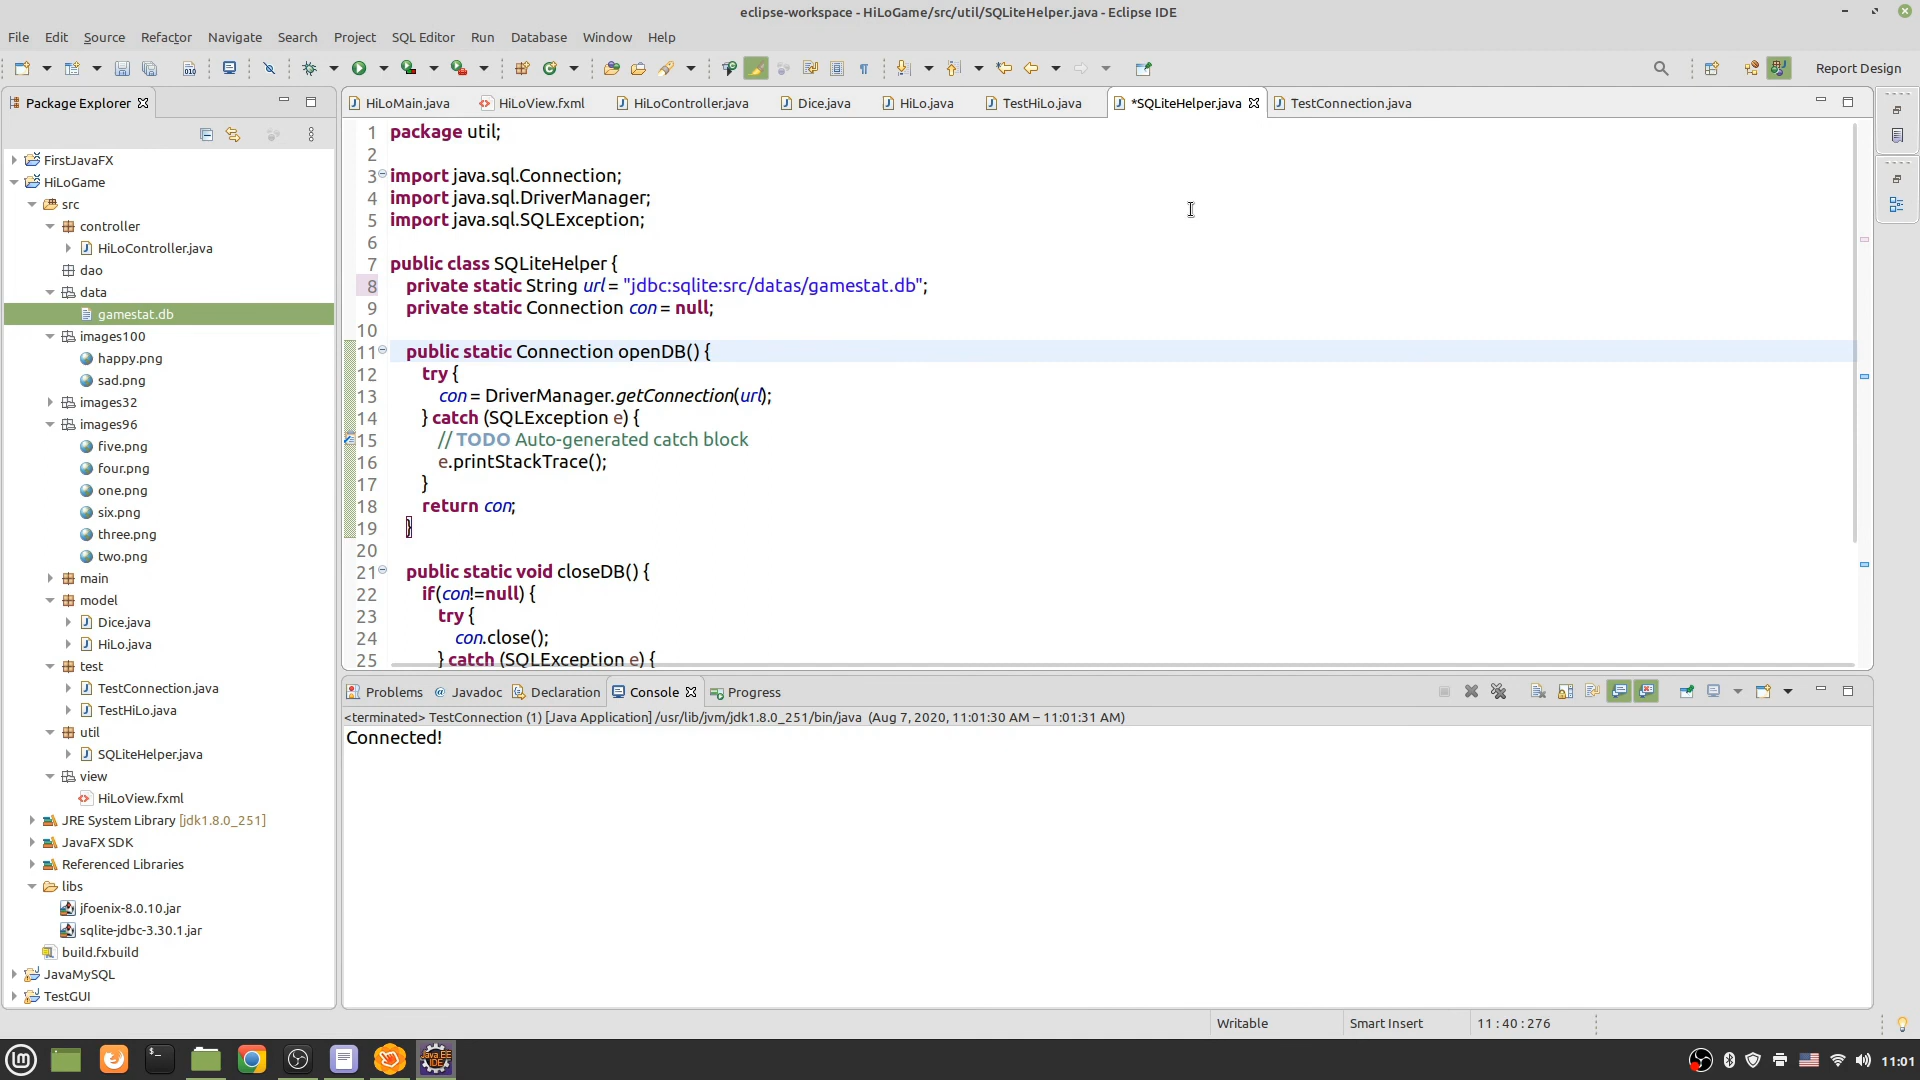 eclipse-workspace - HiLoGame/src/util/SQLiteHelper.java - Eclipse IDE
File Edit Source Refactor Navigate Search Project SQL Editor Run Database Window Help
Report Design
Package Explorer
HiLoMain.java HiLoView.fxml HiLoController.java Dice.java HiLo.java TestHiLo.java *SQLiteHelper.java TestConnection.java
FirstJavaFX
HiLoGame
src
controller
HiLoController.java
dao
data
gamestat.db
images100
happy.png
sad.png
images32
images96
five.png
four.png
one.png
six.png
three.png
two.png
main
model
Dice.java
HiLo.java
test
TestConnection.java
TestHiLo.java
util
SQLiteHelper.java
view
HiLoView.fxml
JRE System Library [jdk1.8.0_251]
JavaFX SDK
Referenced Libraries
libs
jfoenix-8.0.10.jar
sqlite-jdbc-3.30.1.jar
build.fxbuild
JavaMySQL
TestGUI
1 package util;
2
3 import java.sql.Connection;
4 import java.sql.DriverManager;
5 import java.sql.SQLException;
6
7 public class SQLiteHelper {
8 private static String url = "jdbc:sqlite:src/datas/gamestat.db";
9 private static Connection con = null;
10
11 public static Connection openDB() {
12 try {
13 con = DriverManager.getConnection(url);
14 } catch (SQLException e) {
15 // TODO Auto-generated catch block
16 e.printStackTrace();
17 }
18 return con;
19 }
20
21 public static void closeDB() {
22 if(con!=null) {
23 try {
24 con.close();
25 } catch (SQLException e) {
Problems Javadoc Declaration Console Progress
<terminated> TestConnection (1) [Java Application] /usr/lib/jvm/jdk1.8.0_251/bin/java (Aug 7, 2020, 11:01:30 AM – 11:01:31 AM)
Connected!
Writable Smart Insert 11 : 40 : 276
11:01